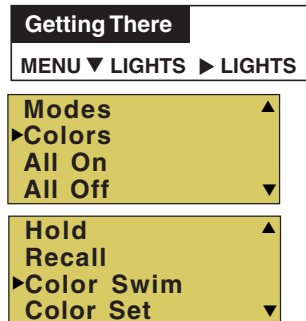 Getting There
MENU ▼ LIGHTS ▶ LIGHTS
Modes ▲
▶Colors
All On
All Off ▼
Hold ▲
Recall
▶Color Swim
Color Set ▼